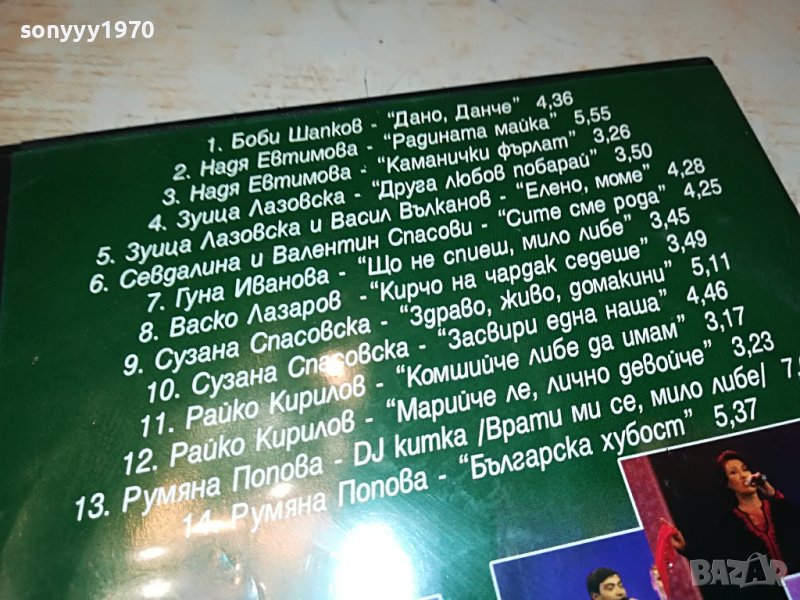 sonyyy1970
1. Боби Шапков - "Дано, Данче" 4,36
2. Надя Евтимова - "Радината майка" 5,55
3. Надя Евтимова - "Каманички фърлат" 3,26
4. Зуица Лазовска - "Друга любов побарай" 3,50
5. Зуица Лазовска и Васил Вълканов - "Елено, моме" 4,28
6. Севдалина и Валентин Спасови - "Сите сме рода" 4,25
7. Гуна Иванова - "Що не спиеш, мило либе" 3,45
8. Васко Лазаров -"Кирчо на чардак седеше" 3,49
9. Сузана Спасовска - "Здраво, живо, домакини" 5,11
10. Сузана Спасовска - "Засвири една наша" 4,46
11. Райко Кирилов - "Комшийче либе да имам" 3,17
12. Райко Кирилов - "Марийче ле, лично девойче" 3,23
13. Румяна Попова - DJ китка /Врати ми се, мило либе/
14. Румяна Попова - "Българска хубост" 5,37
BAZAR